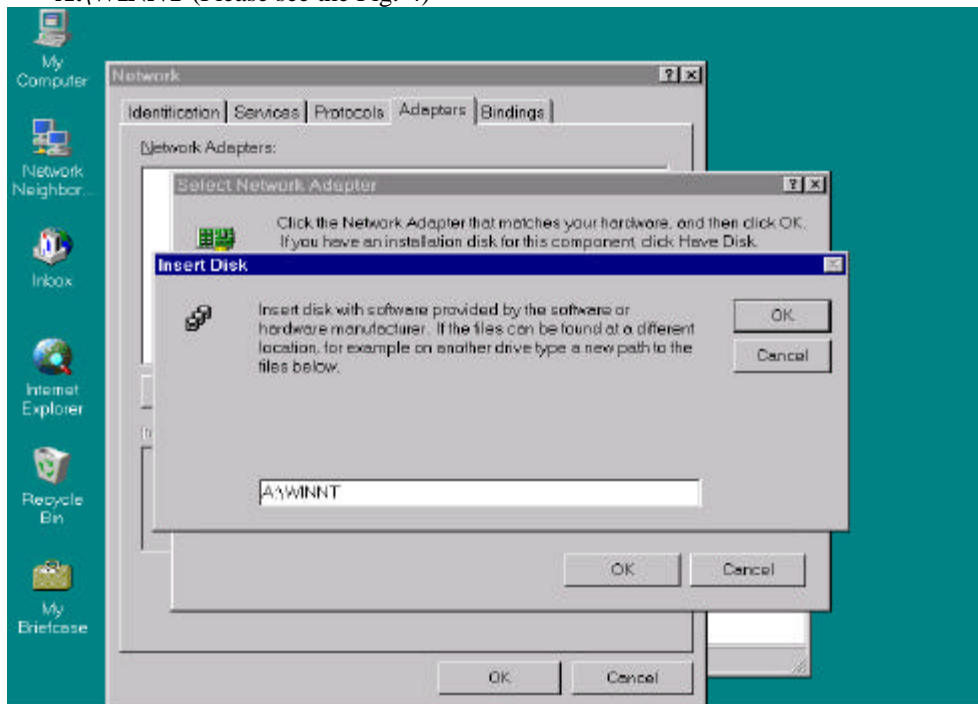 My
Computer
Network
Neighbor...
Inbox
Internet
Explorer
Recycle
Bin
My
Briefcase
Network
Identification Services Protocols Adapters Bindings
Network Adapters:
Select Network Adapter
Click the Network Adapter that matches your hardware, and then click OK.
If you have an installation disk for this component, click Have Disk.
Insert Disk
Insert disk with software provided by the software or
hardware manufacturer. If the files can be found at a different
location, for example on another drive type a new path to the
files below.
OK
Cancel
A:\WINNT
OK Cancel
OK Cancel